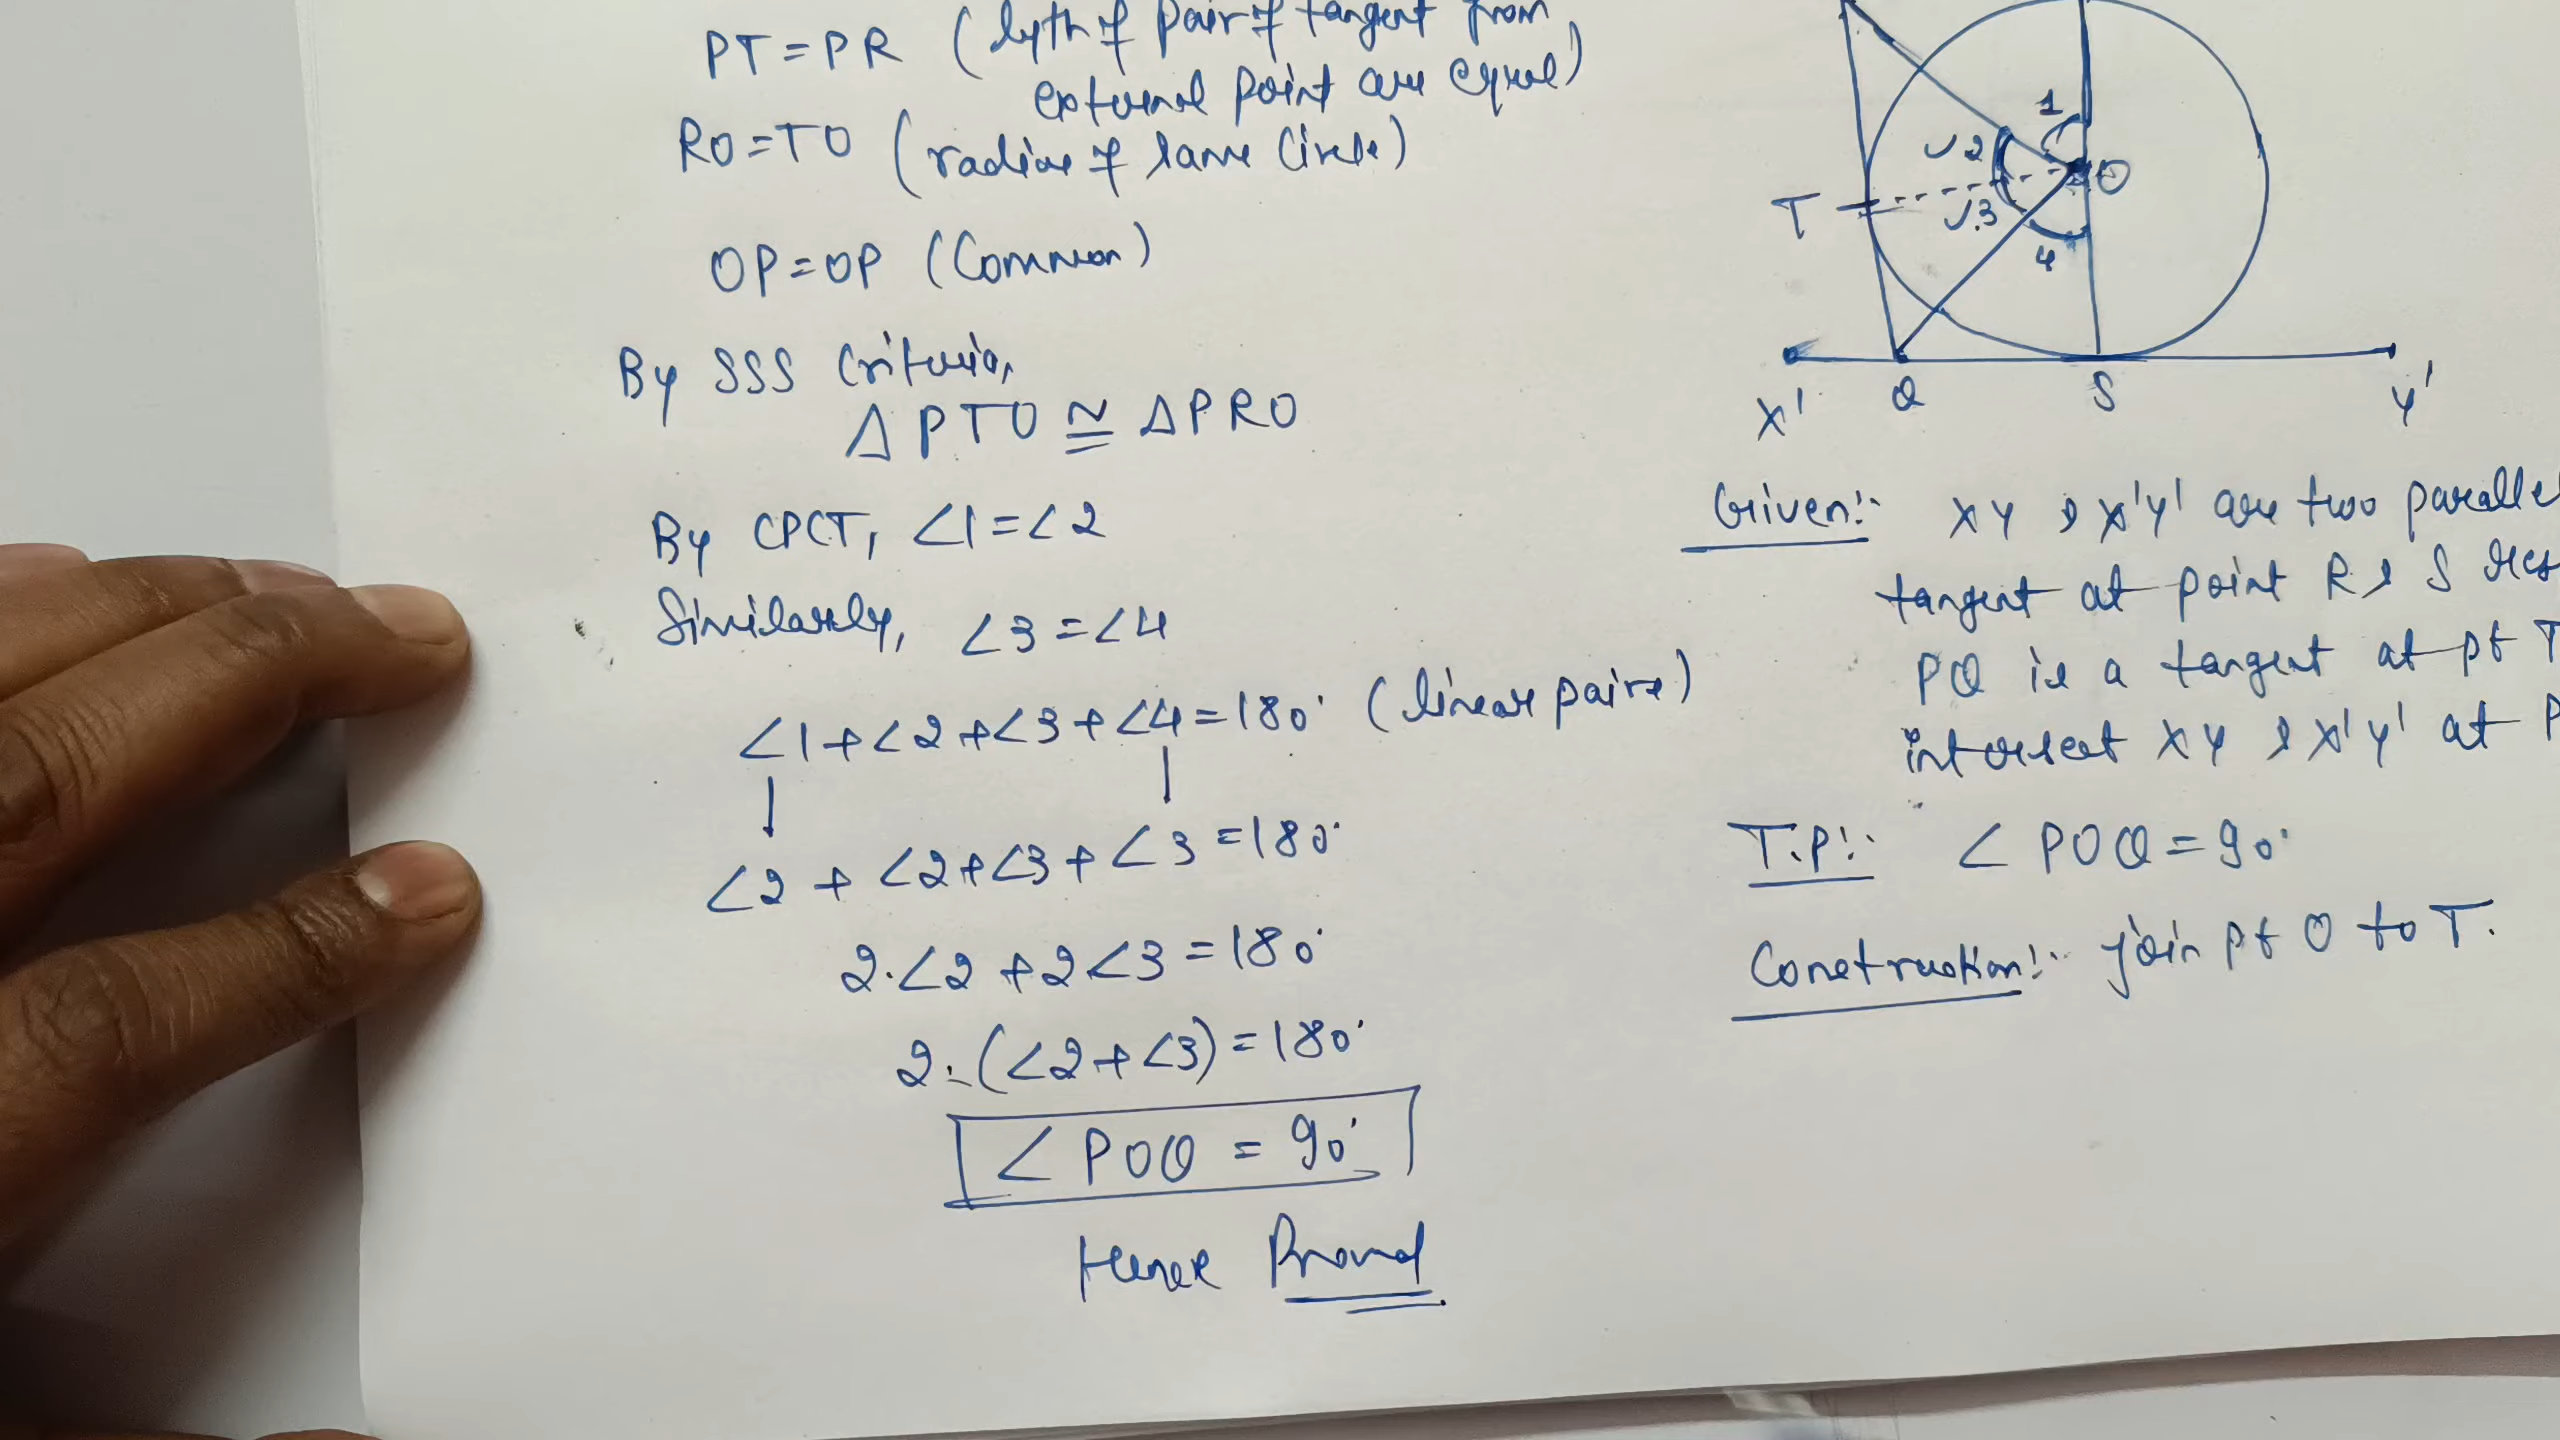 PT = PR (lgth of pair of tangent from
external point are equal)
RO = TO (radius of same Circle)
OP = OP (Common)
By SSS Criteria,
Δ PTO ≅ Δ PRO
By CPCT, ∠1 = ∠2
Similarly, ∠3 = ∠4
∠1 + ∠2 + ∠3 + ∠4 = 180° (linear paire)
∠2 + ∠2 + ∠3 + ∠3 = 180°
2.∠2 + 2∠3 = 180°
2.(∠2 + ∠3) = 180°
∠POQ = 90°
Hence Proved
1
2
O
T
3
4
X' Q S Y'
Given:- XY & X'Y' are two paralle
tangent at point R & S res
PQ is a tangent at pt T
intersect XY & X'Y' at P
T.P:- ∠ POQ = 90°
Construction:- join pt O to T.